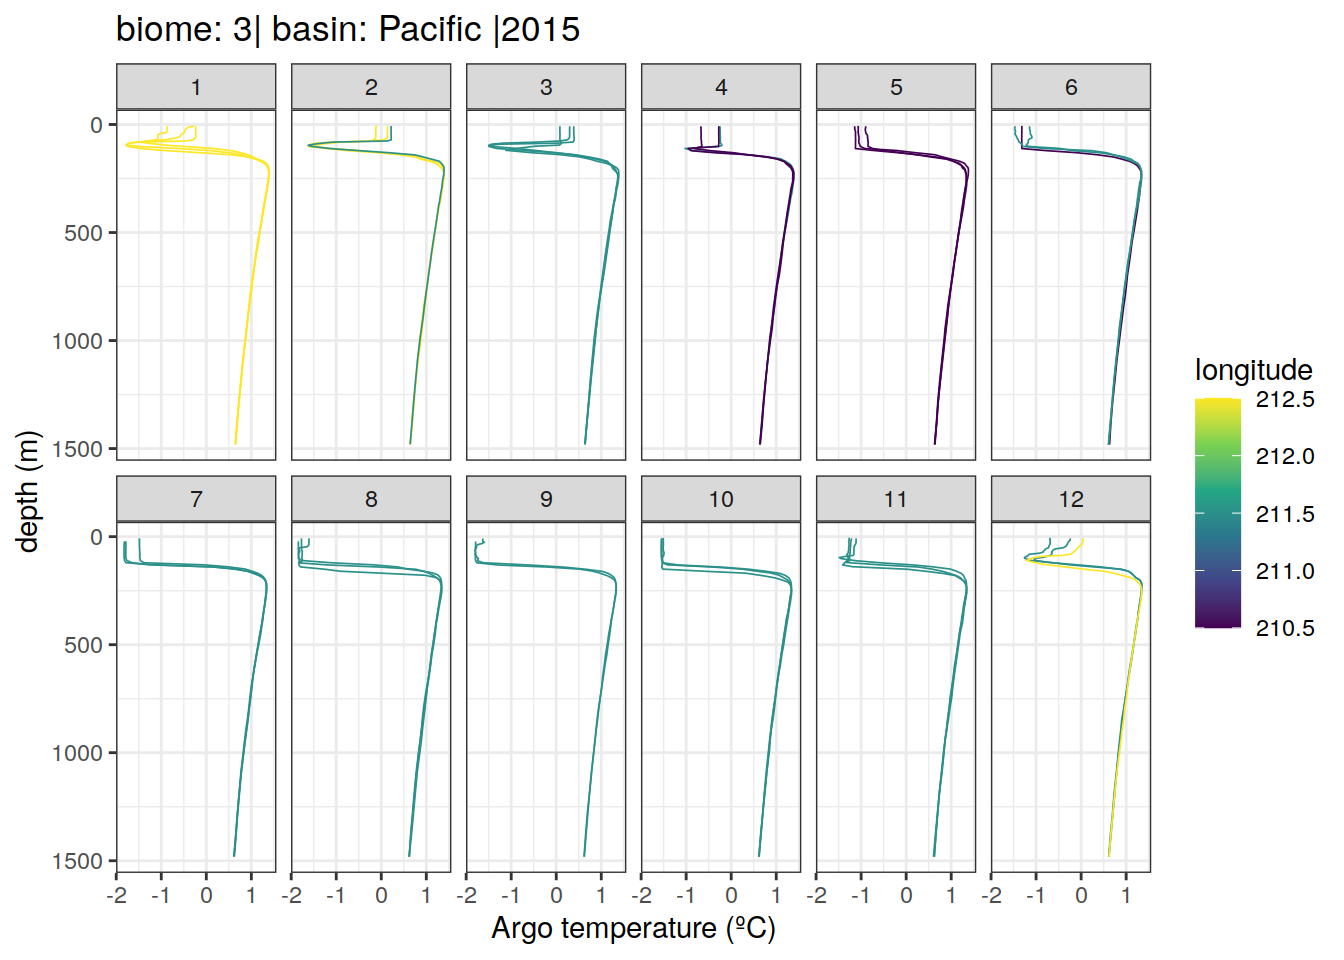 biome: 3| basin: Pacific |2015
1 2 3 4 5 6
0
500
1000
1500
7 8 9 10 11 12
0
500
1000
1500
-2 -1 0 1 -2 -1 0 1 -2 -1 0 1 -2 -1 0 1 -2 -1 0 1 -2 -1 0 1
Argo temperature (ºC)
depth (m)
longitude
212.5
212.0
211.5
211.0
210.5